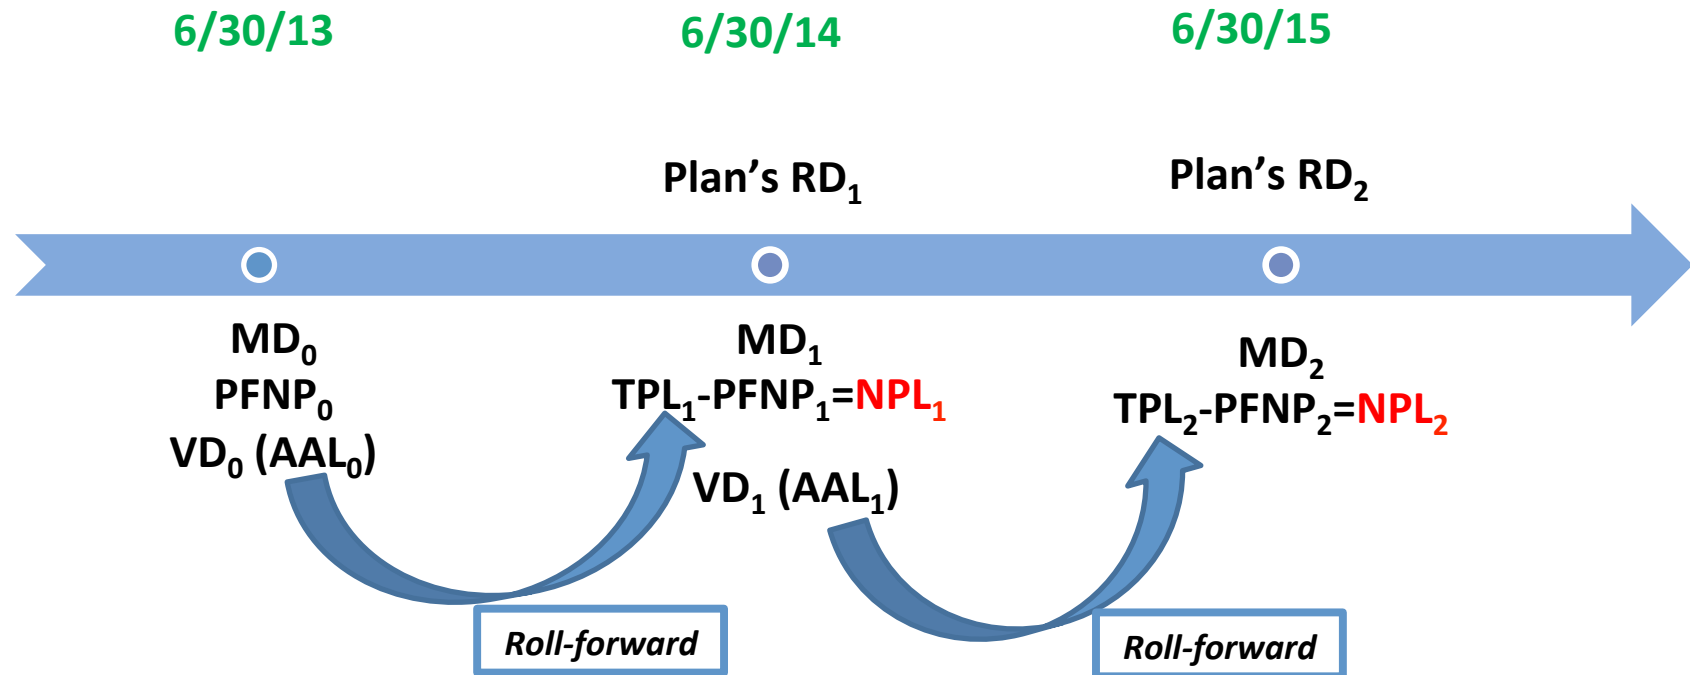 6/30/13
6/30/14
6/30/15
Plan’s RD₁
Plan’s RD₂
MD₀
PFNP₀
VD₀ (AAL₀)
MD₁
TPL₁-PFNP₁=NPL₁
VD₁ (AAL₁)
MD₂
TPL₂-PFNP₂=NPL₂
Roll-forward
Roll-forward